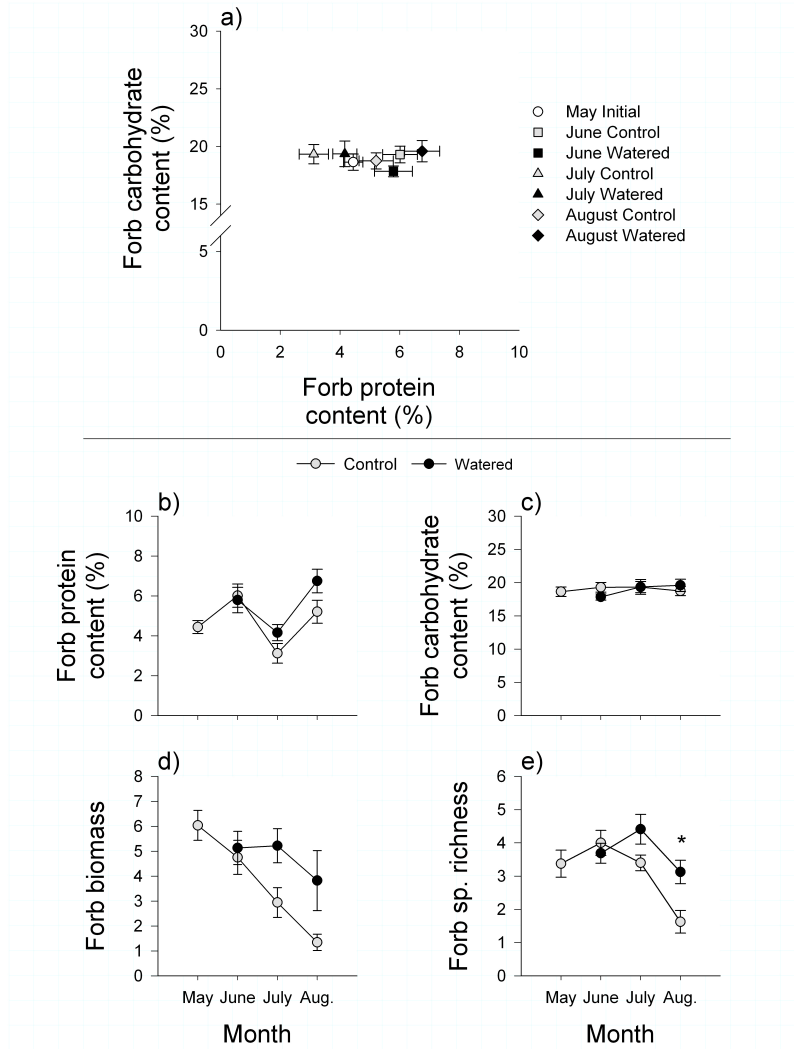 a)
30
25
20
15
5
0
Forb carbohydrate
content (%)
0 2 4 6 8 10
Forb protein
content (%)
May Initial
June Control
June Watered
July Control
July Watered
August Control
August Watered
Control Watered
b)
10
8
6
4
2
0
Forb protein
content (%)
c)
30
25
20
15
10
5
0
Forb carbohydrate
content (%)
d)
8
7
6
5
4
3
2
1
0
Forb biomass
May June July Aug.
Month
e)
6
5
4
3
2
1
0
Forb sp. richness
*
May June July Aug.
Month